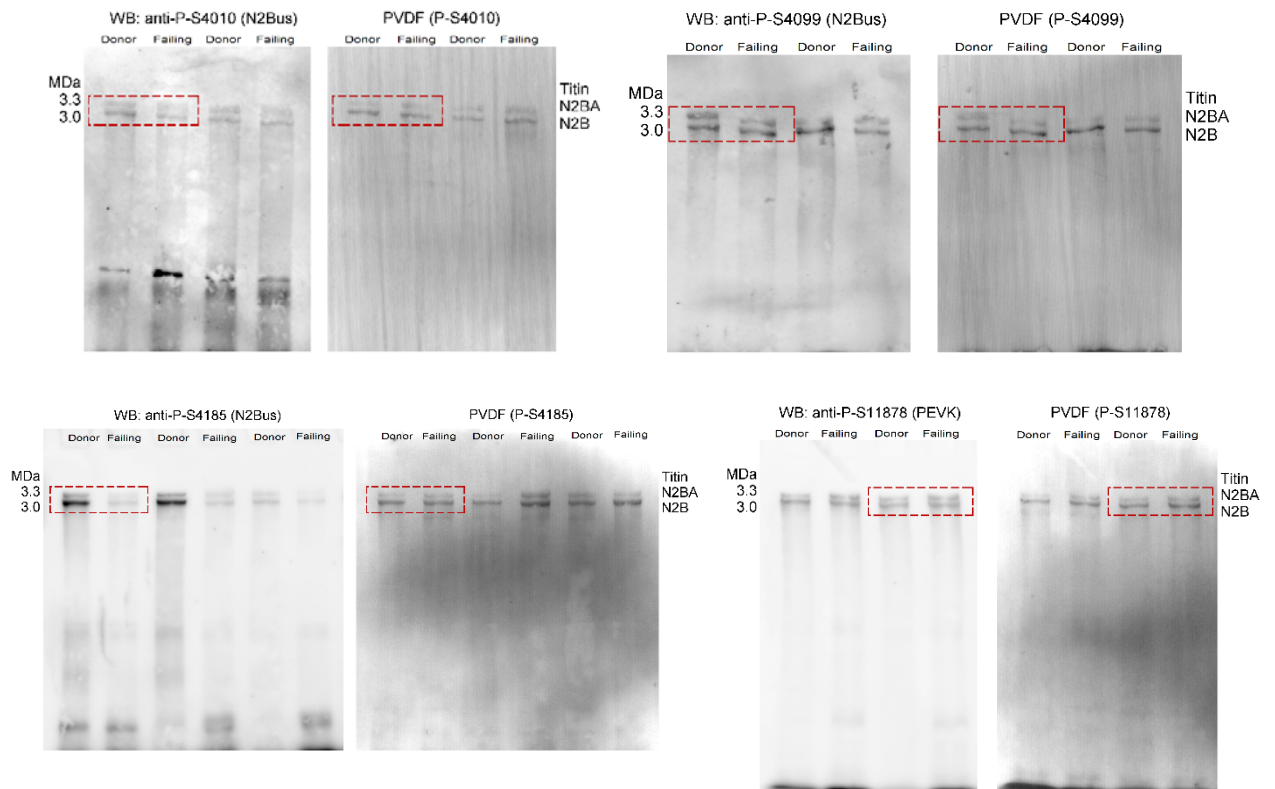 WB: anti-P-S4010 (N2Bus)
PVDF (P-S4010)
Donor Failing Donor Failing
Donor Failing Donor Failing
MDa
3.3
3.0
Titin
N2BA
N2B
WB: anti-P-S4099 (N2Bus)
PVDF (P-S4099)
Donor Failing Donor Failing
Donor Failing Donor Failing
MDa
3.3
3.0
Titin
N2BA
N2B
WB: anti-P-S4185 (N2Bus)
PVDF (P-S4185)
Donor Failing Donor Failing Donor Failing
Donor Failing Donor Failing Donor Failing
MDa
3.3
3.0
Titin
N2BA
N2B
WB: anti-P-S11878 (PEVK)
PVDF (P-S11878)
Donor Failing Donor Failing
Donor Failing Donor Failing
MDa
3.3
3.0
Titin
N2BA
N2B